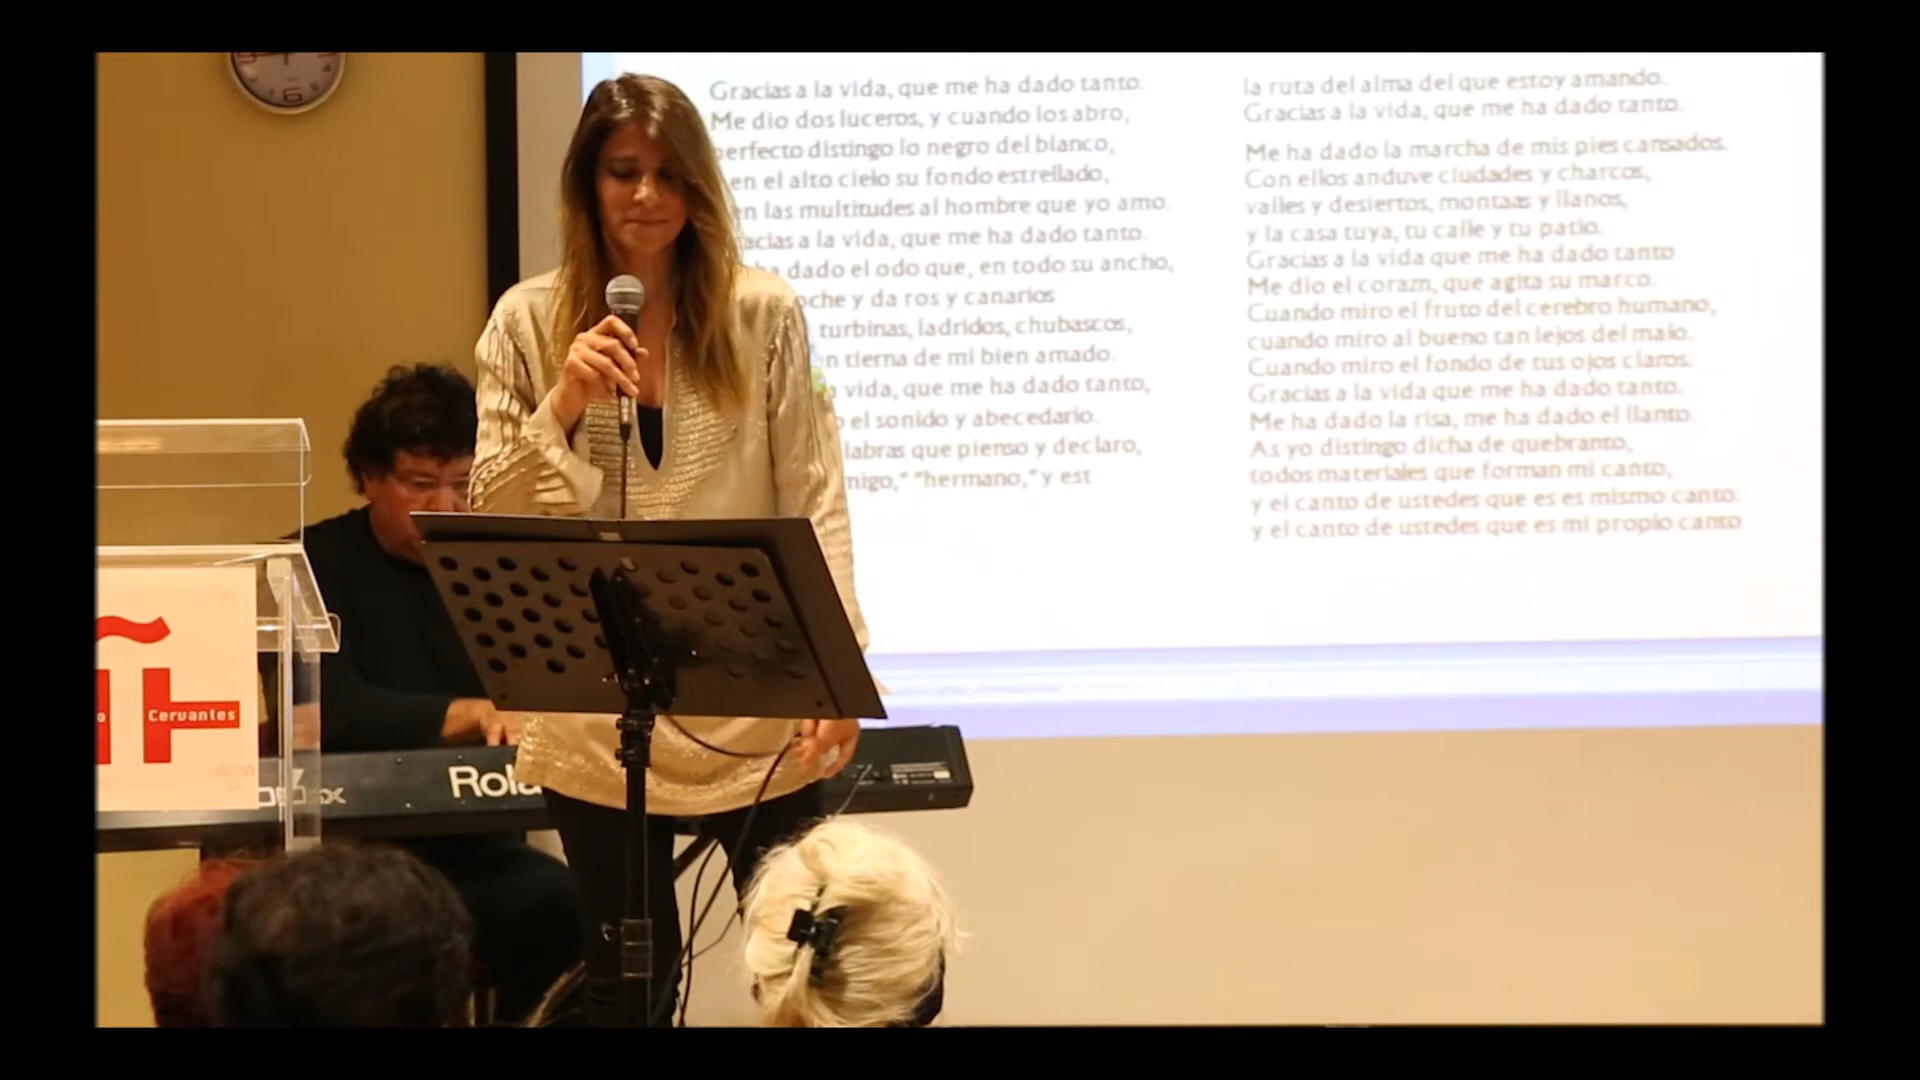 Gracias a la vida, que me ha dado tanto.
Me dio dos luceros, y cuando los abro,
perfecto distingo lo negro del blanco,
en el alto cielo su fondo estrellado,
en las multitudes al hombre que yo amo.
acias a la vida, que me ha dado tanto.
ha dado el odo que, en todo su ancho,
oche y da ros y canarios
turbinas, ladridos, chubascos,
n tierna de mi bien amado.
vida, que me ha dado tanto,
el sonido y abecedario.
labras que pienso y declaro,
migo," "hermano," y est
la ruta del alma del que estoy amando.
Gracias a la vida, que me ha dado tanto.
Me ha dado la marcha de mis pies cansados.
Con ellos anduve ciudades y charcos,
valles y desiertos, montaas y llanos,
y la casa tuya, tu calle y tu patio.
Gracias a la vida que me ha dado tanto
Me dio el corazn, que agita su marco.
Cuando miro el fruto del cerebro humano,
cuando miro al bueno tan lejos del malo.
Cuando miro el fondo de tus ojos claros.
Gracias a la vida que me ha dado tanto.
Me ha dado la risa, me ha dado el llanto.
As yo distingo dicha de quebranto,
todos materiales que forman mi canto,
y el canto de ustedes que es es mismo canto.
y el canto de ustedes que es mi propio canto
o Cervantes
Rola
6